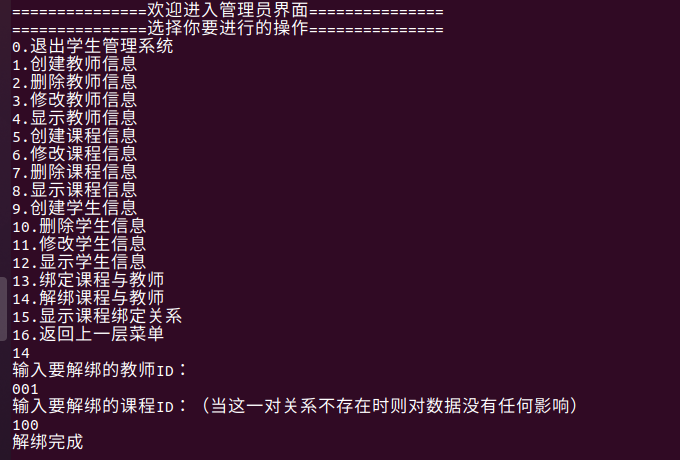 ===============欢迎进入管理员界面===============
===============选择你要进行的操作===============
0.退出学生管理系统
1.创建教师信息
2.删除教师信息
3.修改教师信息
4.显示教师信息
5.创建课程信息
6.修改课程信息
7.删除课程信息
8.显示课程信息
9.创建学生信息
10.删除学生信息
11.修改学生信息
12.显示学生信息
13.绑定课程与教师
14.解绑课程与教师
15.显示课程绑定关系
16.返回上一层菜单
14
输入要解绑的教师ID：
001
输入要解绑的课程ID：（当这一对关系不存在时则对数据没有任何影响）
100
解绑完成